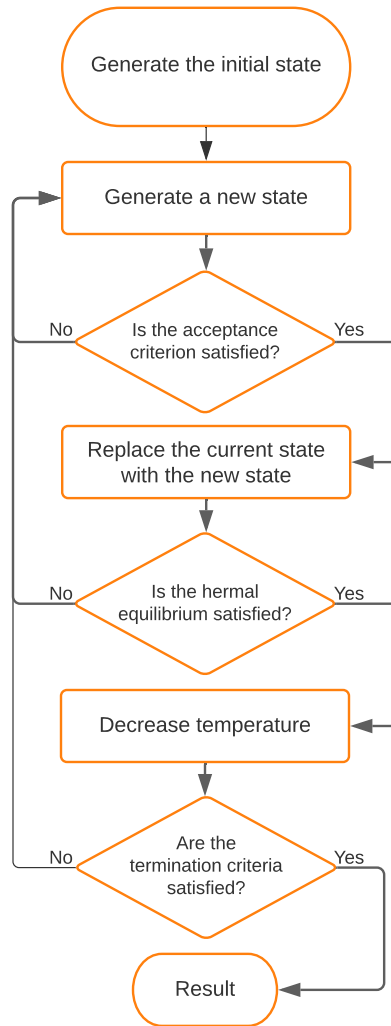 Generate the initial state
Generate a new state
No
Is the acceptance
criterion satisfied?
Yes
Replace the current state
with the new state
No
Is the hermal
equilibrium satisfied?
Yes
Decrease temperature
No
Are the
termination criteria
satisfied?
Yes
Result